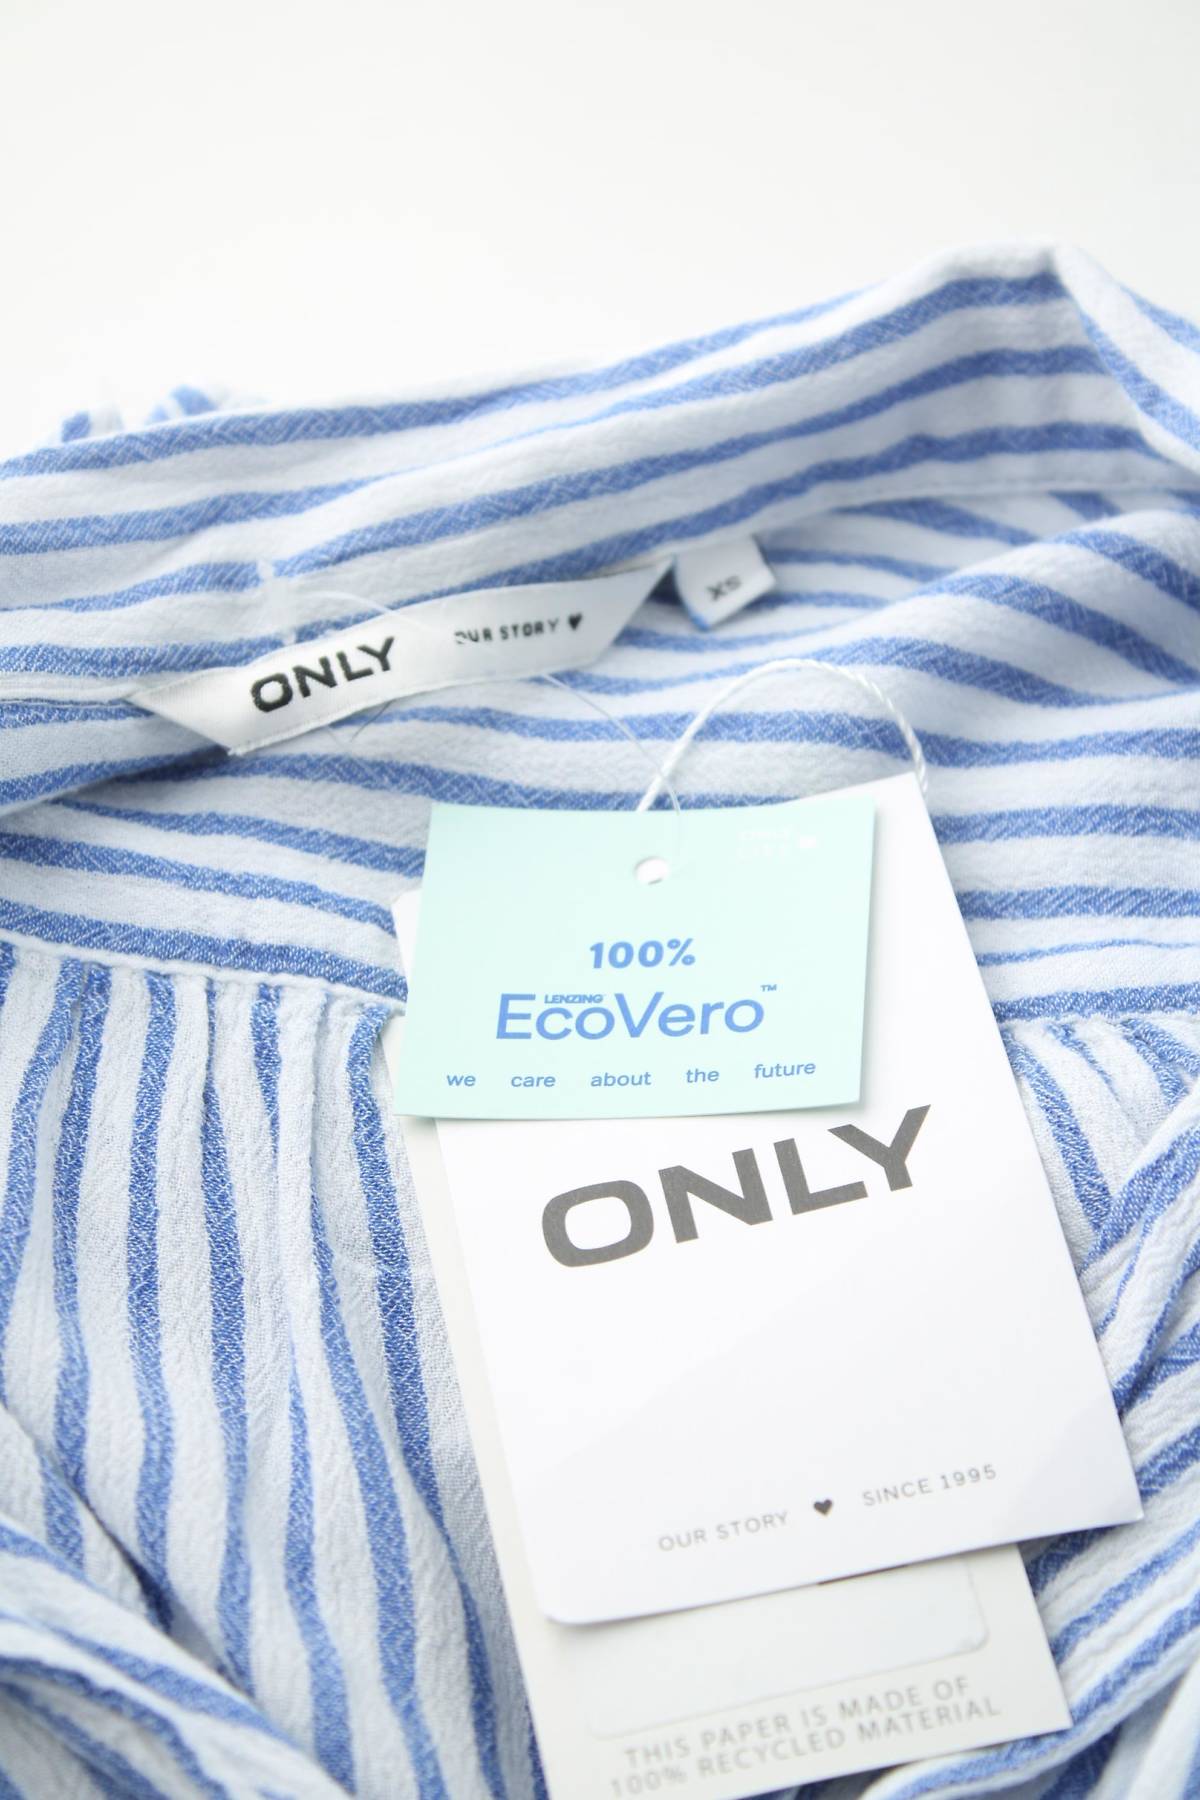 ONLY OUR STORY ♥
XS
100%
LENZING
EcoVero™
we care about the future
ONLY
OUR STORY ♥ SINCE 1995
THIS PAPER IS MADE OF
100% RECYCLED MATERIAL